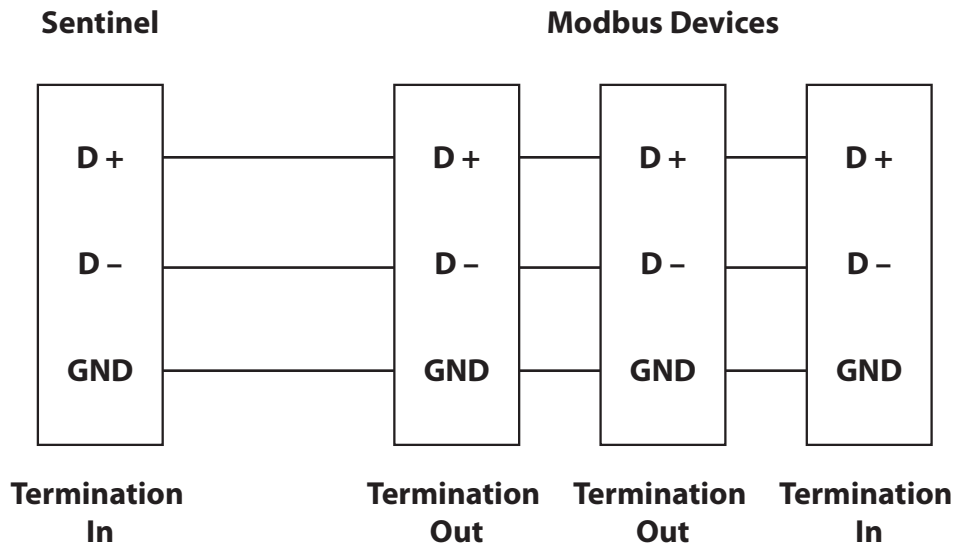 Sentinel
Modbus Devices
D +
D +
D +
D +
D –
D –
D –
D –
GND
GND
GND
GND
Termination
In
Termination
Out
Termination
Out
Termination
In